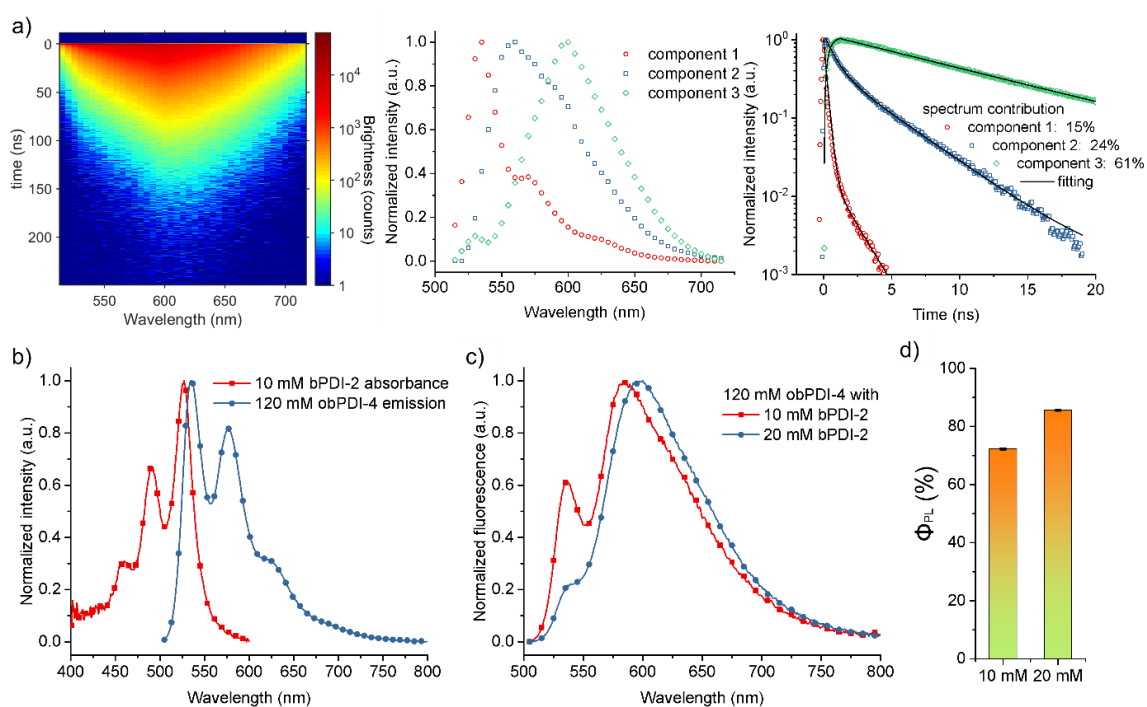 a)
0
50
100
150
200
time (ns)
550
600
650
700
Wavelength (nm)
10⁴
10³
10²
10
1
Brightness (counts)
1.0
0.8
0.6
0.4
0.2
0.0
Normalized intensity (a.u.)
component 1
component 2
component 3
500
550
600
650
700
Wavelength (nm)
10⁰
10⁻¹
10⁻²
10⁻³
Normalized intensity (a.u.)
spectrum contribution
component 1: 15%
component 2: 24%
component 3: 61%
fitting
0
5
10
15
20
Time (ns)
b)
1.0
0.8
0.6
0.4
0.2
0.0
Normalized intensity (a.u.)
10 mM bPDI-2 absorbance
120 mM obPDI-4 emission
400
450
500
550
600
650
700
750
800
Wavelength (nm)
c)
1.0
0.8
0.6
0.4
0.2
0.0
Normalized fluorescence (a.u.)
120 mM obPDI-4 with
10 mM bPDI-2
20 mM bPDI-2
500
550
600
650
700
750
800
Wavelength (nm)
d)
100
80
60
40
20
0
ΦPL (%)
10 mM
20 mM